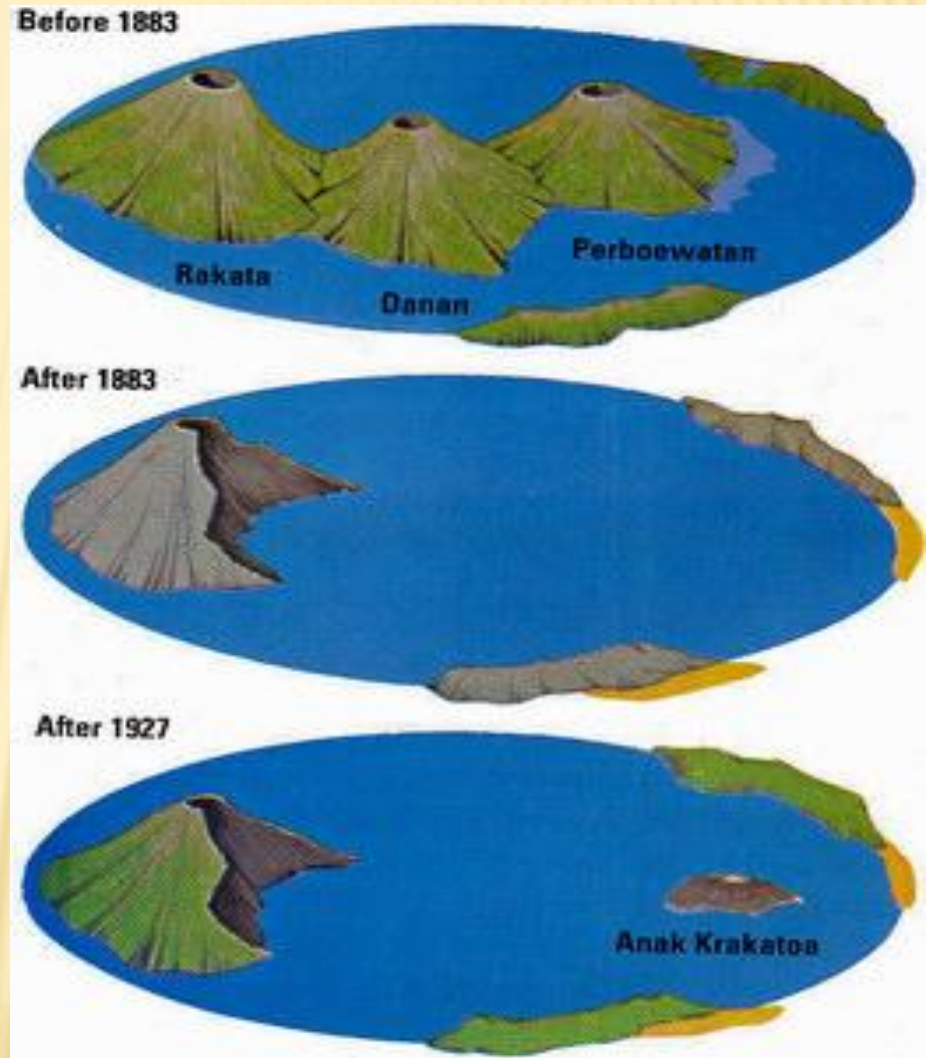 Before 1883
Rakata
Danan
Perboewatan
After 1883
After 1927
Anak Krakatoa